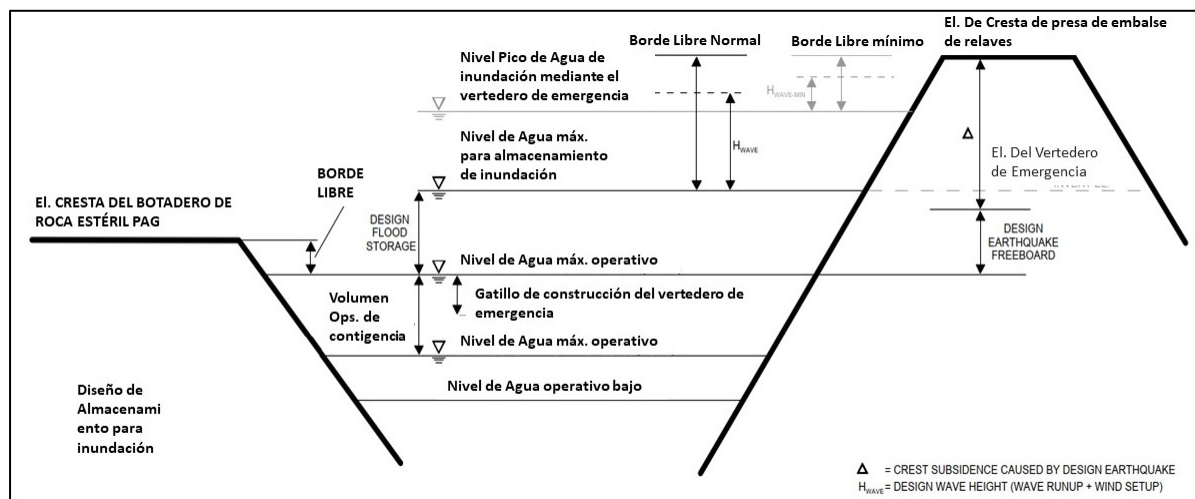 El. De Cresta de presa de embalse
de relaves
Borde Libre Normal
Borde Libre mínimo
Nivel Pico de Agua de
inundación mediante el
vertedero de emergencia
H WAVE-MIN
Nivel de Agua máx.
para almacenamiento
de inundación
H WAVE
Δ
El. Del Vertedero
de Emergencia
BORDE
LIBRE
El. CRESTA DEL BOTADERO DE
ROCA ESTÉRIL PAG
DESIGN
FLOOD
STORAGE
DESIGN
EARTHQUAKE
FREEBOARD
Nivel de Agua máx. operativo
Gatillo de construcción del vertedero de
emergencia
Volumen
Ops. de
contigencia
Nivel de Agua máx. operativo
Nivel de Agua operativo bajo
Diseño de
Almacenami
ento para
inundación
Δ = CREST SUBSIDENCE CAUSED BY DESIGN EARTHQUAKE
H WAVE = DESIGN WAVE HEIGHT (WAVE RUNUP + WIND SETUP)